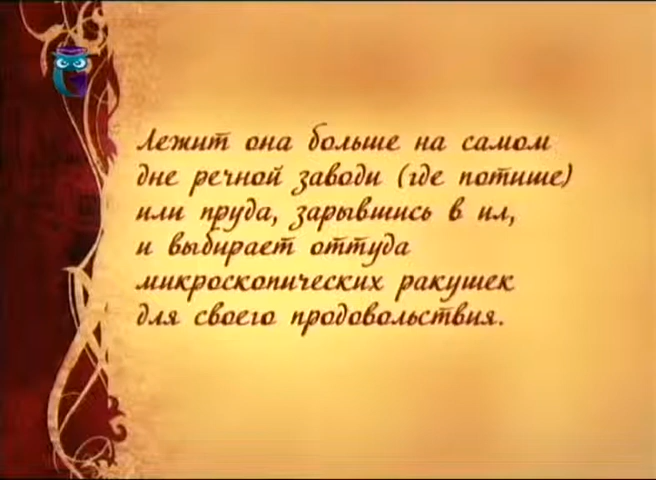 Лежит она больше на самом
дне речной заводи (где потише)
или пруда, зарывшись в ил,
и выбирает оттуда
микроскопических ракушек
для своего продовольствия.